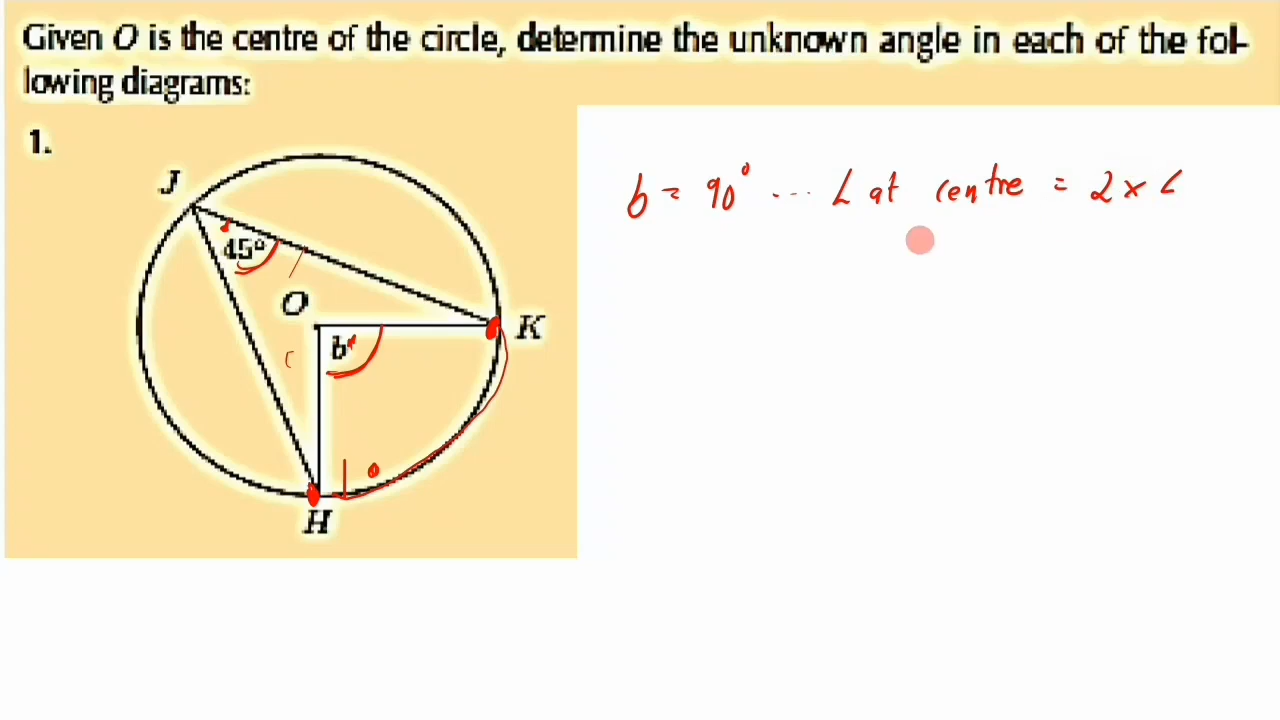 Given O is the centre of the circle, determine the unknown angle in each of the fol-
lowing diagrams:
1.
J
45°
O
K
b
H
b = 90° ... ∠ at centre = 2 × ∠